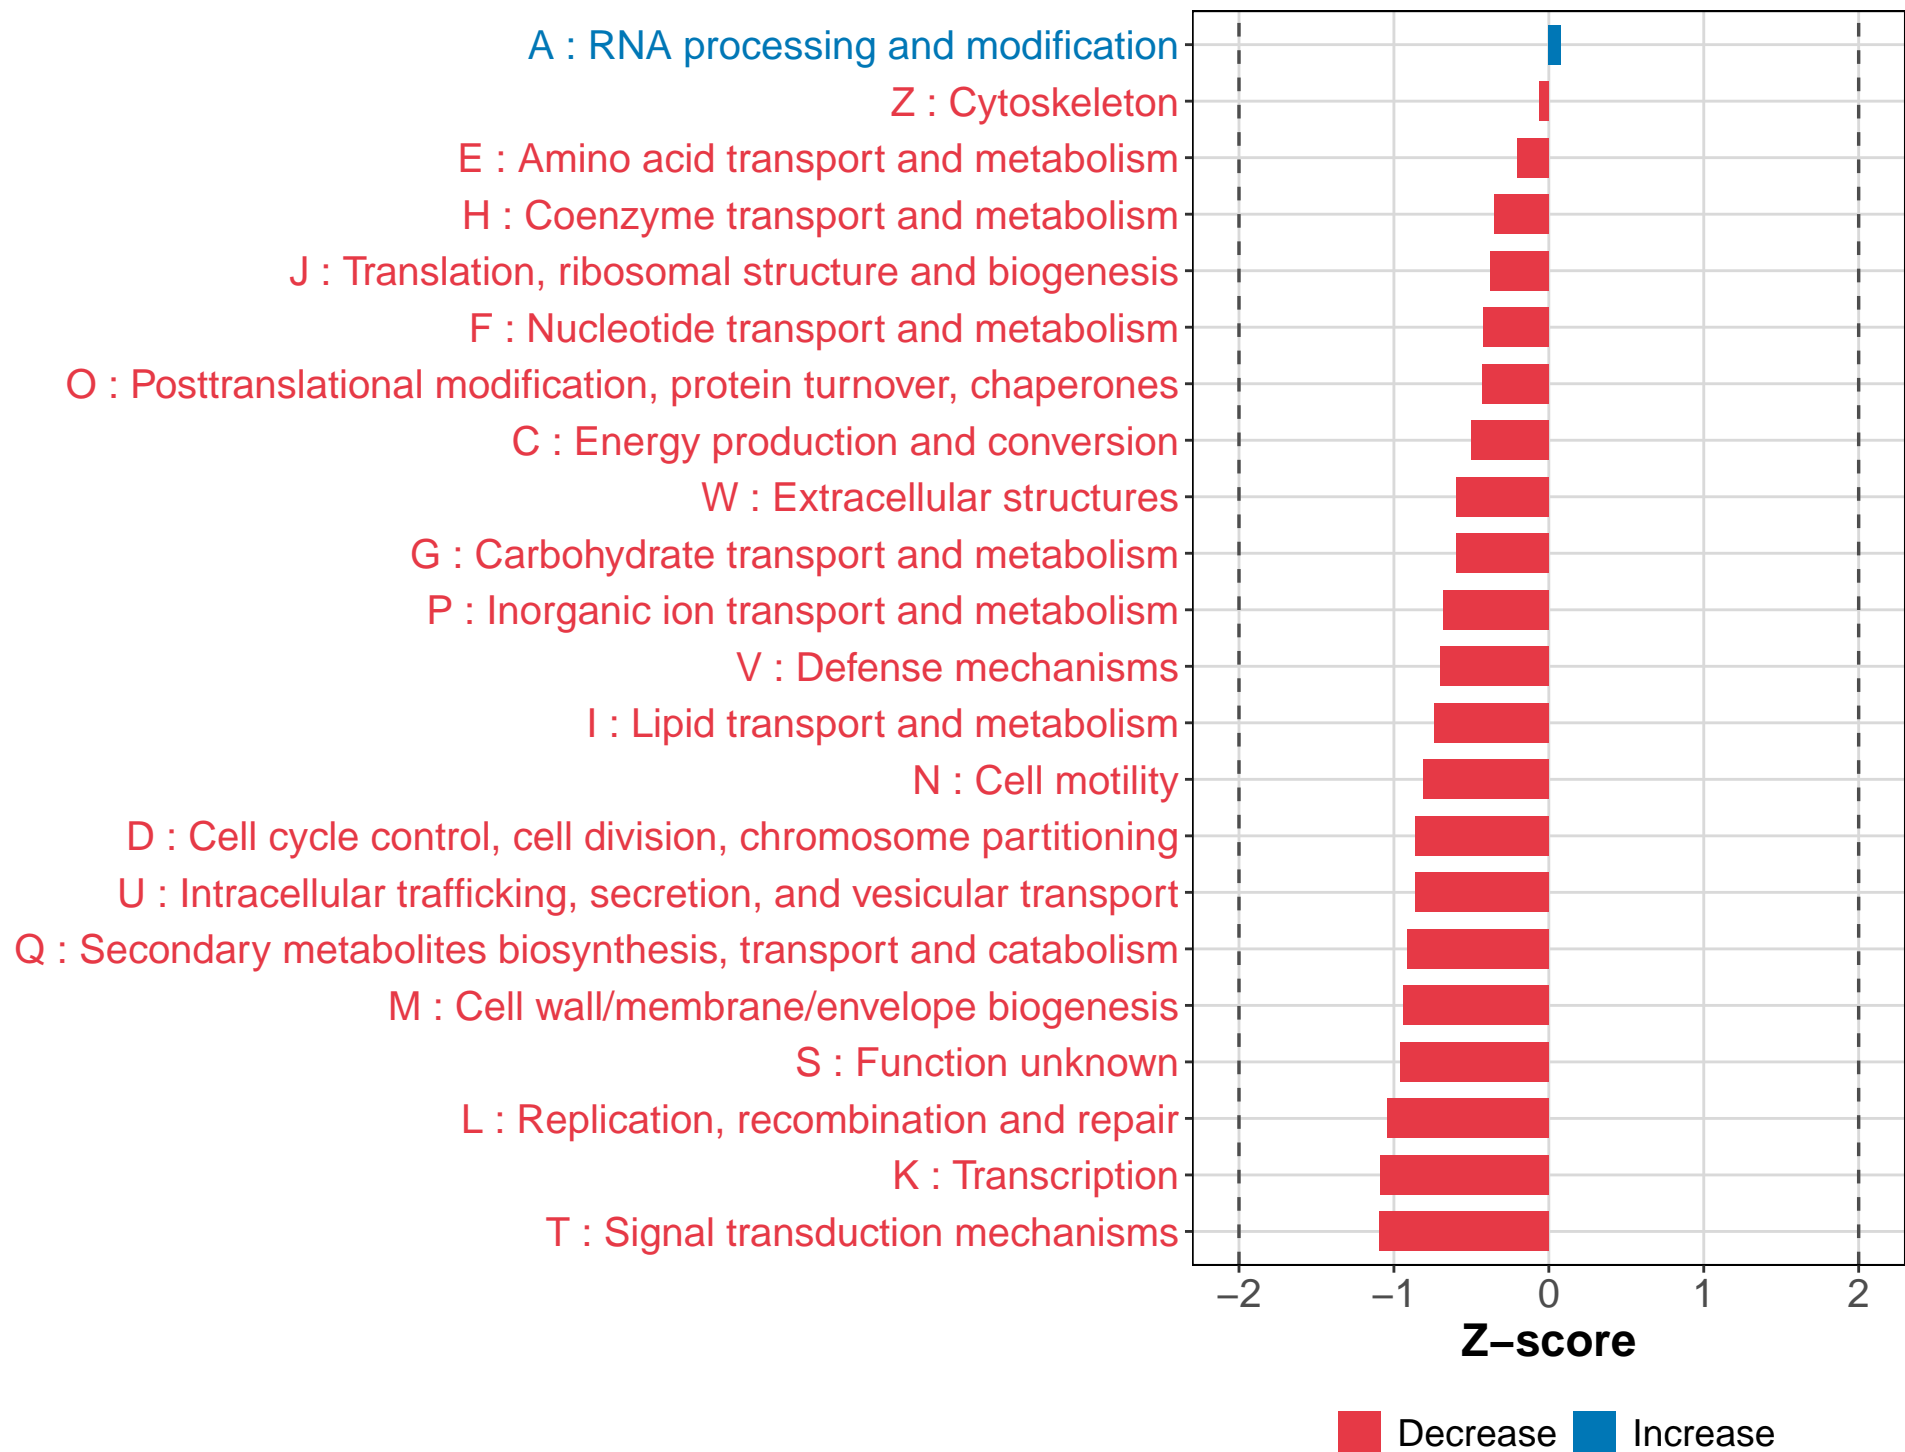 A : RNA processing and modification
Z : Cytoskeleton
E : Amino acid transport and metabolism
H : Coenzyme transport and metabolism
J : Translation, ribosomal structure and biogenesis
F : Nucleotide transport and metabolism
O : Posttranslational modification, protein turnover, chaperones
C : Energy production and conversion
W : Extracellular structures
G : Carbohydrate transport and metabolism
P : Inorganic ion transport and metabolism
V : Defense mechanisms
I : Lipid transport and metabolism
N : Cell motility
D : Cell cycle control, cell division, chromosome partitioning
U : Intracellular trafficking, secretion, and vesicular transport
Q : Secondary metabolites biosynthesis, transport and catabolism
M : Cell wall/membrane/envelope biogenesis
S : Function unknown
L : Replication, recombination and repair
K : Transcription
T : Signal transduction mechanisms
−2 −1 0 1 2
Z−score
Decrease Increase